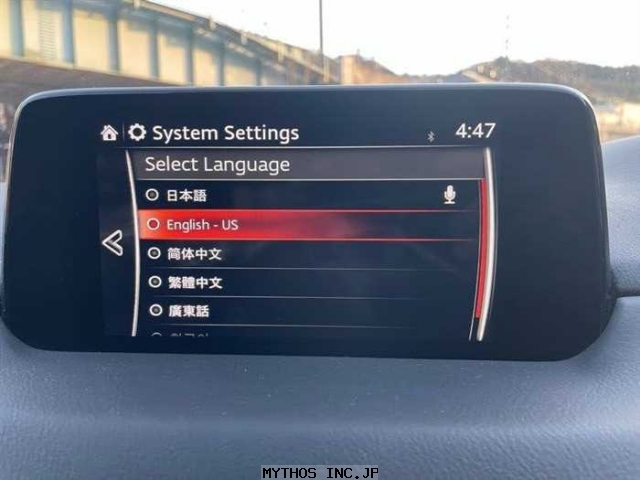 System Settings
4:47
Select Language
日本語
English - US
简体中文
繁體中文
廣東話
MYTHOS INC.JP